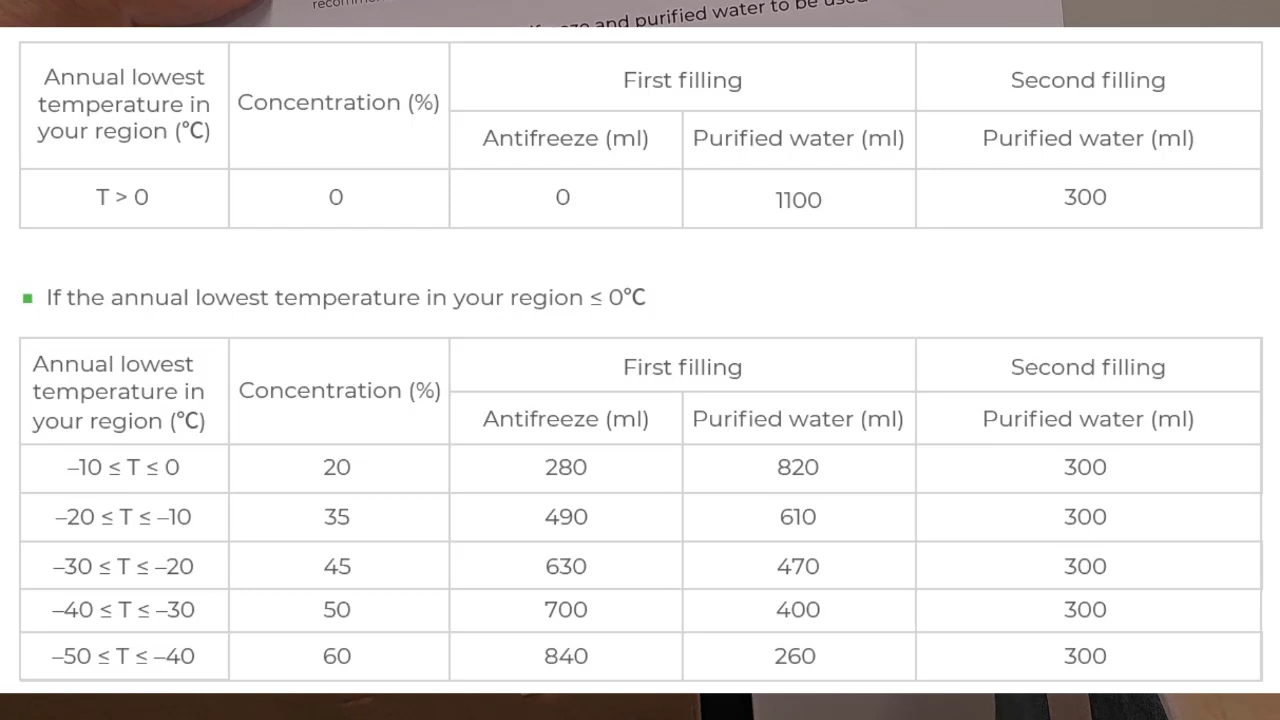 and purified water to be used
Annual lowest temperature in your region (℃) Concentration (%) First filling Second filling
Antifreeze (ml) Purified water (ml) Purified water (ml)
T > 0 0 0 1100 300
■ If the annual lowest temperature in your region ≤ 0℃
Annual lowest temperature in your region (℃) Concentration (%) First filling Second filling
Antifreeze (ml) Purified water (ml) Purified water (ml)
–10 ≤ T ≤ 0 20 280 820 300
–20 ≤ T ≤ –10 35 490 610 300
–30 ≤ T ≤ –20 45 630 470 300
–40 ≤ T ≤ –30 50 700 400 300
–50 ≤ T ≤ –40 60 840 260 300